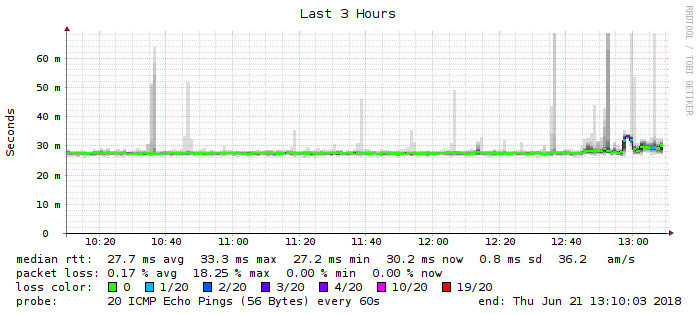 Last 3 Hours
RRDTOOL / TOBI OETIKER
Seconds
60 m
50 m
40 m
30 m
20 m
10 m
0
10:20 10:40 11:00 11:20 11:40 12:00 12:20 12:40 13:00
median rtt: 27.7 ms avg 33.3 ms max 27.2 ms min 30.2 ms now 0.8 ms sd 36.2 am/s
packet loss: 0.17 % avg 18.25 % max 0.00 % min 0.00 % now
loss color: 0 1/20 2/20 3/20 4/20 10/20 19/20
probe: 20 ICMP Echo Pings (56 Bytes) every 60s end: Thu Jun 21 13:10:03 2018